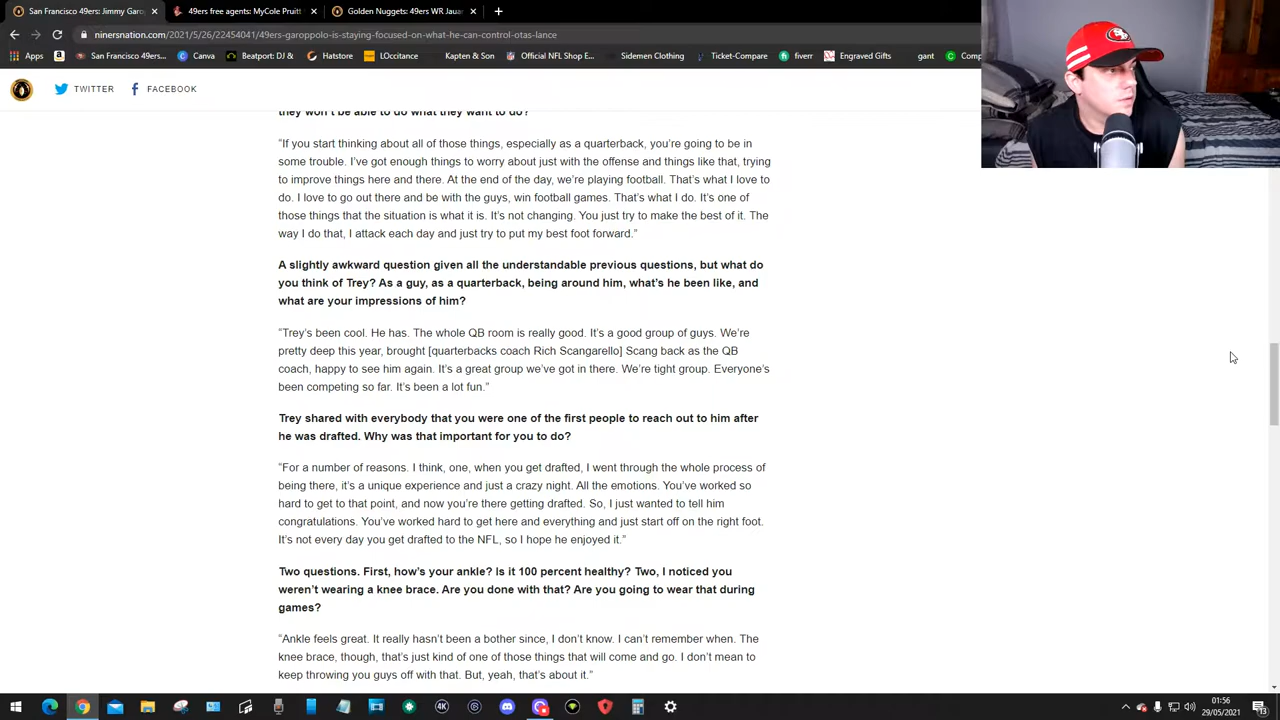 San Francisco 49ers: Jimmy Garop
49ers free agents: MyCole Pruitt
Golden Nuggets: 49ers WR Jauan
ninersnation.com/2021/5/26/22454041/49ers-garoppolo-is-staying-focused-on-what-he-can-control-otas-lance
Apps
San Francisco 49ers...
Canva
Beatport: DJ &...
Hatstore
LOccitance
Kapten & Son
Official NFL Shop E...
Sidemen Clothing
Ticket-Compare
fiverr
Engraved Gifts
gant
Comp
TWITTER
FACEBOOK
they won't be able to do what they want to do?
“If you start thinking about all of those things, especially as a quarterback, you’re going to be in
some trouble. I’ve got enough things to worry about just with the offense and things like that, trying
to improve things here and there. At the end of the day, we’re playing football. That’s what I love to
do. I love to go out there and be with the guys, win football games. That’s what I do. It’s one of
those things that the situation is what it is. It’s not changing. You just try to make the best of it. The
way I do that, I attack each day and just try to put my best foot forward.”
A slightly awkward question given all the understandable previous questions, but what do
you think of Trey? As a guy, as a quarterback, being around him, what’s he been like, and
what are your impressions of him?
“Trey’s been cool. He has. The whole QB room is really good. It’s a good group of guys. We’re
pretty deep this year, brought [quarterbacks coach Rich Scangarello] Scang back as the QB
coach, happy to see him again. It’s a great group we’ve got in there. We’re tight group. Everyone’s
been competing so far. It’s been a lot fun.”
Trey shared with everybody that you were one of the first people to reach out to him after
he was drafted. Why was that important for you to do?
“For a number of reasons. I think, one, when you get drafted, I went through the whole process of
being there, it’s a unique experience and just a crazy night. All the emotions. You’ve worked so
hard to get to that point, and now you’re there getting drafted. So, I just wanted to tell him
congratulations. You’ve worked hard to get here and everything and just start off on the right foot.
It’s not every day you get drafted to the NFL, so I hope he enjoyed it.”
Two questions. First, how’s your ankle? Is it 100 percent healthy? Two, I noticed you
weren’t wearing a knee brace. Are you done with that? Are you going to wear that during
games?
“Ankle feels great. It really hasn’t been a bother since, I don’t know. I can’t remember when. The
knee brace, though, that’s just kind of one of those things that will come and go. I don’t mean to
keep throwing you guys off with that. But, yeah, that’s about it.”
4K
01:56
29/05/2021